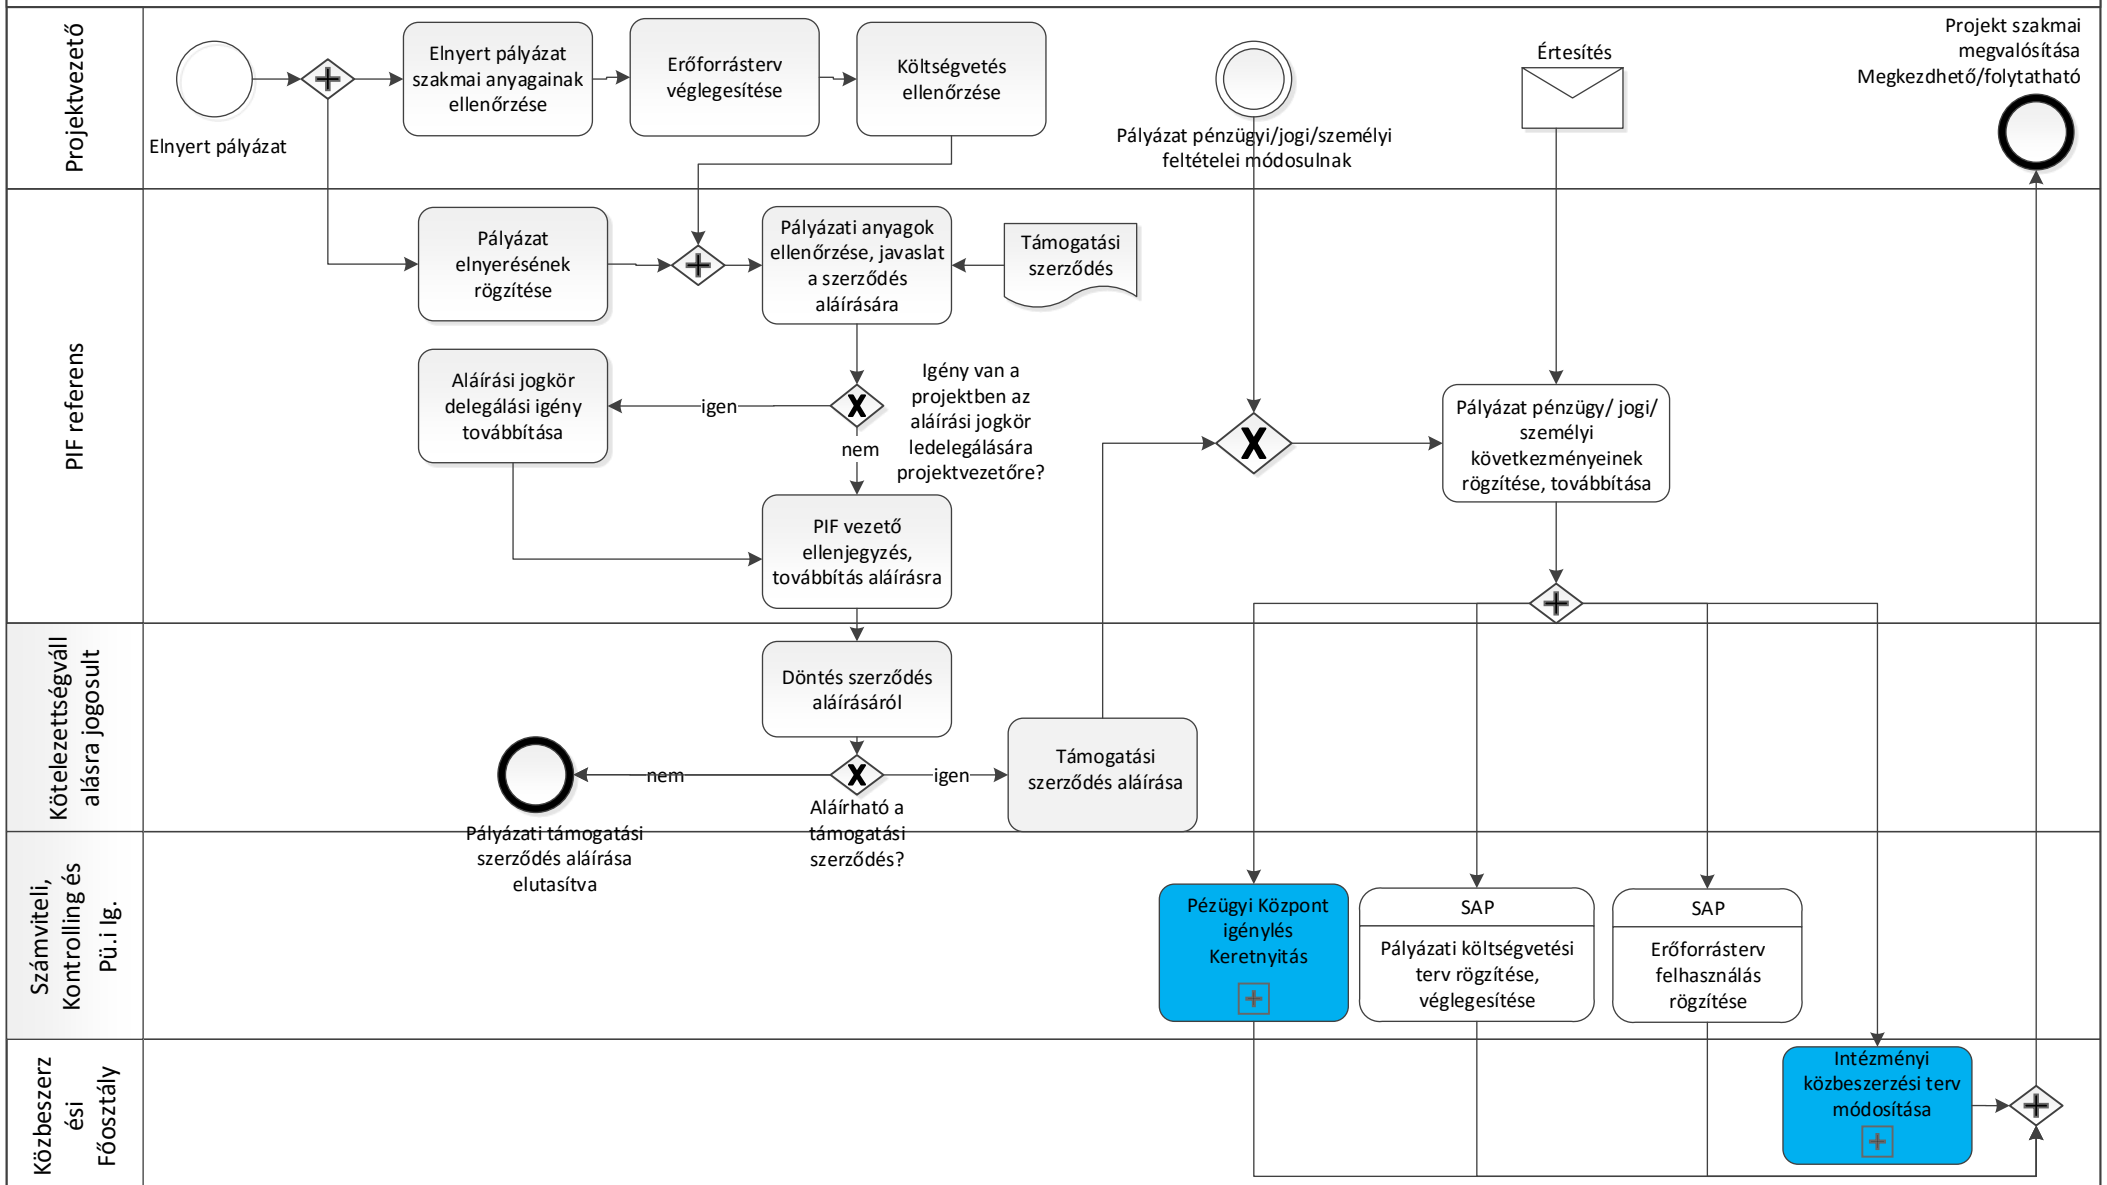 Projektvezető
Elnyert pályázat
Elnyert pályázat
szakmai anyagainak
ellenőrzése
Erőforrásterv
véglegesítése
Költségvetés
ellenőrzése
Pályázat pénzügyi/jogi/személyi
feltételei módosulnak
Értesítés
Projekt szakmai
megvalósítása
Megkezdhető/folytatható
PIF referens
Pályázat
elnyerésének
rögzítése
Pályázati anyagok
ellenőrzése, javaslat
a szerződés
aláírására
Támogatási
szerződés
Aláírási jogkör
delegálási igény
továbbítása
igen
X
nem
Igény van a
projektben az
aláírási jogkör
ledelegálására
projektvezetőre?
X
Pályázat pénzügy/ jogi/
személyi
következményeinek
rögzítése, továbbítása
PIF vezető
ellenjegyzés,
továbbítás aláírásra
Kötelezettségváll
alásra jogosult
Döntés szerződés
aláírásáról
nem
X
igen
Támogatási
szerződés aláírása
Pályázati támogatási
szerződés aláírása
elutasítva
Aláírható a
támogatási
szerződés?
Számviteli,
Kontrolling és
Pü.i Ig.
Pézügyi Központ
igénylés
Keretnyitás
SAP
Pályázati költségvetési
terv rögzítése,
véglegesítése
SAP
Erőforrásterv
felhasználás
rögzítése
Közbeszerz
ési
Főosztály
Intézményi
közbeszerzési terv
módosítása